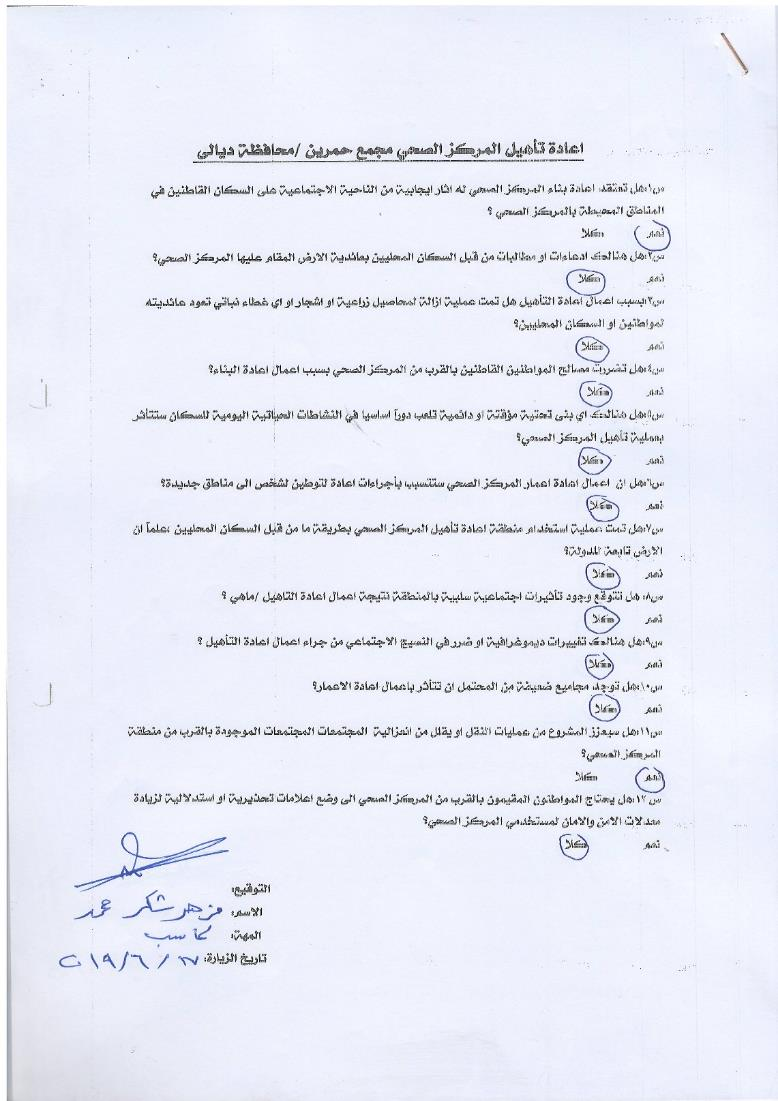 اعادة تأهيل المركز الصحي مجمع حمرين /محافظة ديالى
س١:هل تعتقد اعادة بناء المركز الصحي له اثار ايجابية من الناحية الاجتماعية على السكان القاطنين في
المناطق المحيطة بالمركز الصحي ؟
نعم كلا
س٢:هل هنالك ادعاءات او مطالبات من قبل السكان المحليين بعائدية الارض المقام عليها المركز الصحي؟
نعم كلا
س٣:بسبب اعمال اعادة التأهيل هل تمت عملية ازالة لمحاصيل زراعية او اشجار او اي غطاء نباتي تعود عائديته
لمواطنين او السكان المحليين؟
نعم كلا
س٤:هل تضررت مصالح المواطنين القاطنين بالقرب من المركز الصحي بسبب اعمال اعادة البناء؟
نعم كلا
س٥:هل هنالك اي بنى تحتية مؤقتة او دائمية تلعب دوراً اساسيا في النشاطات الحياتية اليومية للسكان ستتأثر
بعملية تأهيل المركز الصحي؟
نعم كلا
س٦:هل ان اعمال اعادة اعمار المركز الصحي ستتسبب بأجراءات اعادة لتوطين لشخص الى مناطق جديدة؟
نعم كلا
س٧:هل تمت عملية استخدام منطقة اعادة تأهيل المركز الصحي بطريقة ما من قبل السكان المحليين ،علماً ان
الارض تابعة للدولة؟
نعم كلا
س٨: هل تتوقع وجود تأثيرات اجتماعية سلبية بالمنطقة نتيجة اعمال اعادة التاهيل /ماهي ؟
نعم كلا
س٩:هل هنالك تغييرات ديموغرافية او ضرر في النسيج الاجتماعي من جراء اعمال اعادة التأهيل ؟
نعم كلا
س١٠:هل توجد مجاميع ضعيفة من المحتمل ان تتأثر باعمال اعادة الاعمار؟
نعم كلا
س١١:هل سيعزز المشروع من عمليات النقل او يقلل من انعزالية المجتمعات المجتمعات الموجودة بالقرب من منطقة
المركز الصحي؟
نعم كلا
س١٢:هل يحتاج المواطنون المقيمون بالقرب من المركز الصحي الى وضع اعلامات تحذيرية او استدلالية لزيادة
معدلات الامن والامان لمستخدمي المركز الصحي؟
نعم كلا
التوقيع:
الاسم: مزهر شكر
المهة: كاسب
تاريخ الزيارة: